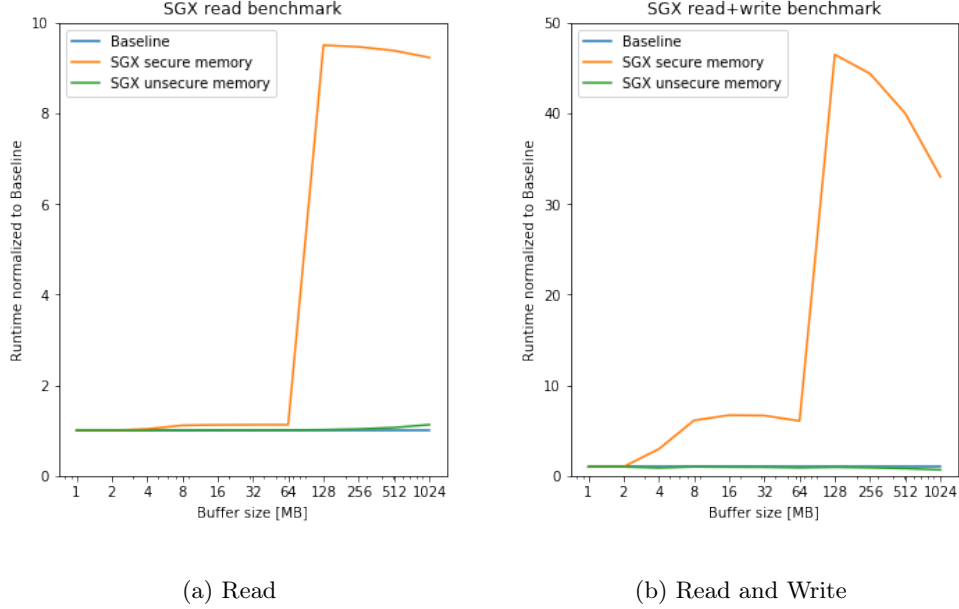 SGX read benchmark
Baseline
SGX secure memory
SGX unsecure memory
Runtime normalized to Baseline
10
8
6
4
2
0
1 2 4 8 16 32 64 128 256 512 1024
Buffer size [MB]
(a) Read
SGX read+write benchmark
Baseline
SGX secure memory
SGX unsecure memory
Runtime normalized to Baseline
50
40
30
20
10
0
1 2 4 8 16 32 64 128 256 512 1024
Buffer size [MB]
(b) Read and Write